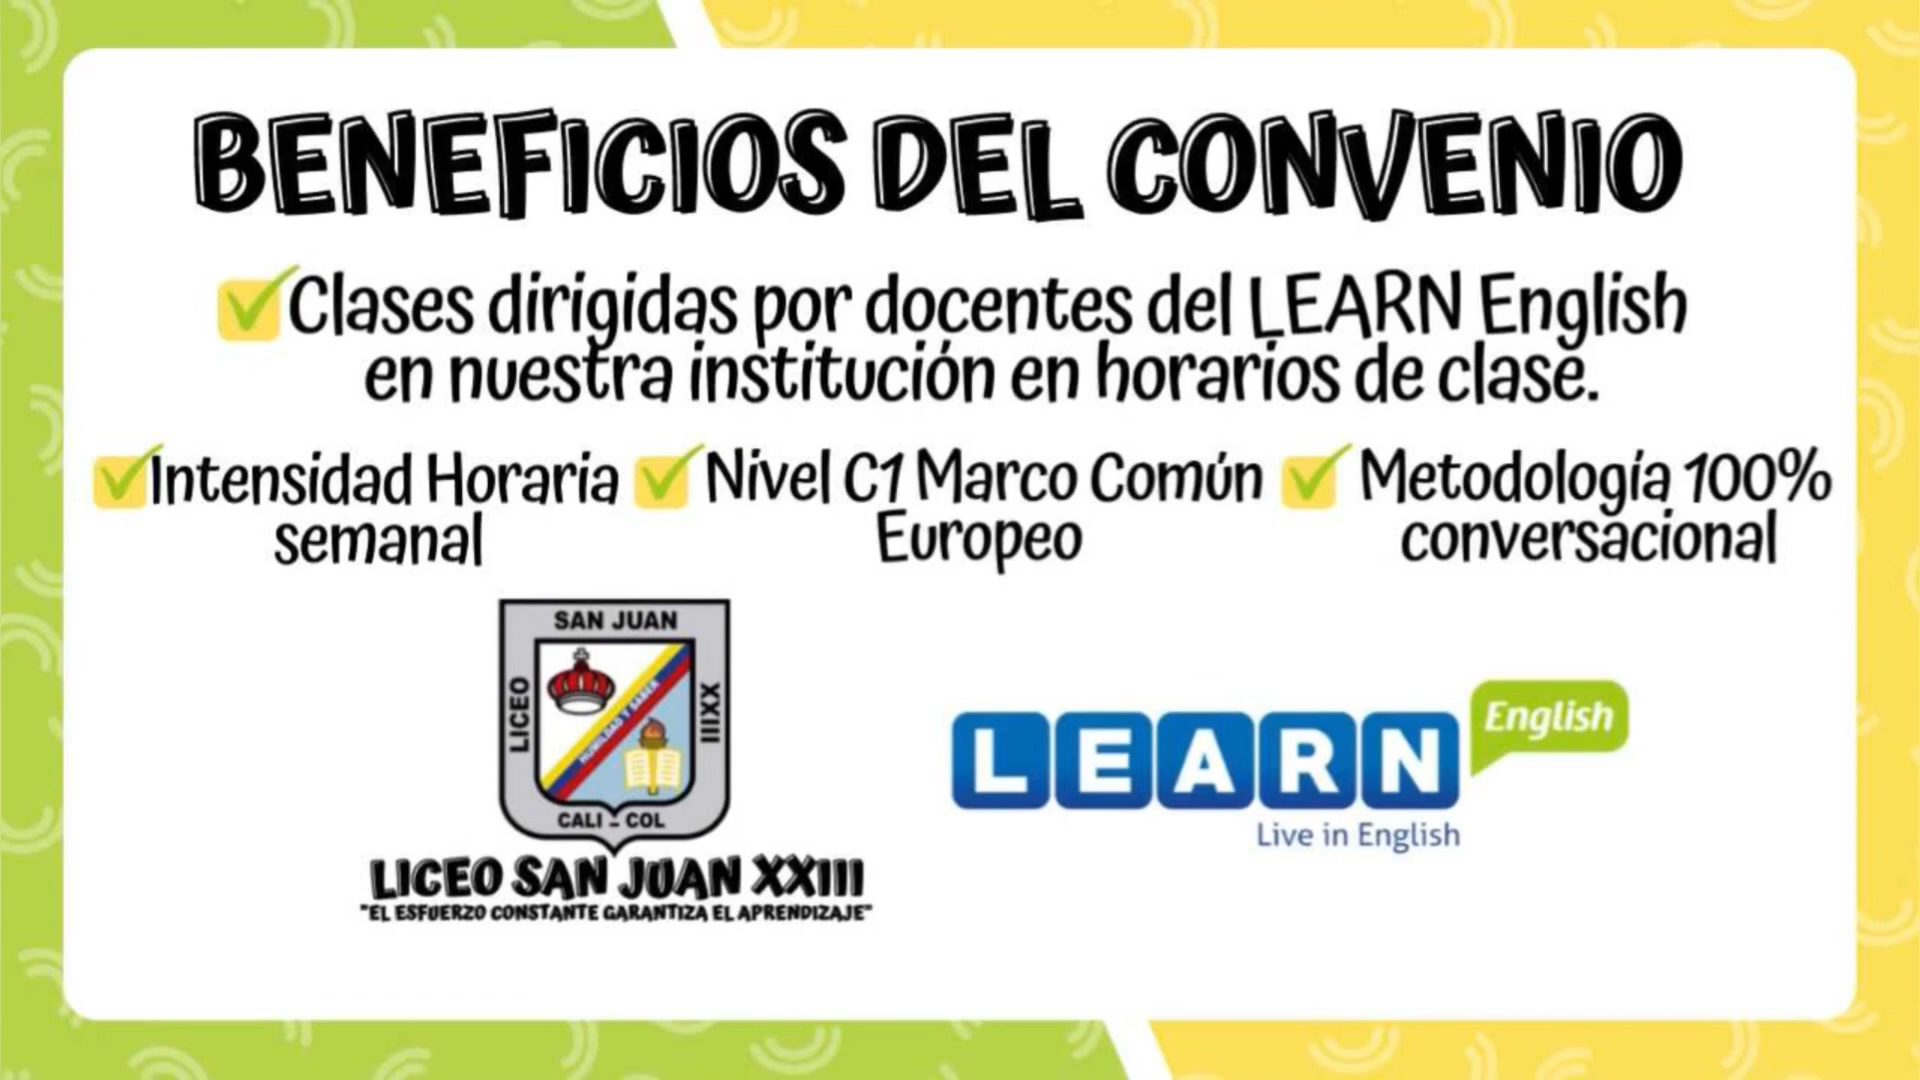 BENEFICIOS DEL CONVENIO
Clases dirigidas por docentes del LEARN English
en nuestra institución en horarios de clase.
Intensidad Horaria
semanal
Nivel C1 Marco Común
Europeo
Metodología 100%
conversacional
SAN JUAN
LICEO
XXIII
HUMILDAD Y SABER
CALI - COL
LICEO SAN JUAN XXIII
"EL ESFUERZO CONSTANTE GARANTIZA EL APRENDIZAJE"
LEARN
English
Live in English